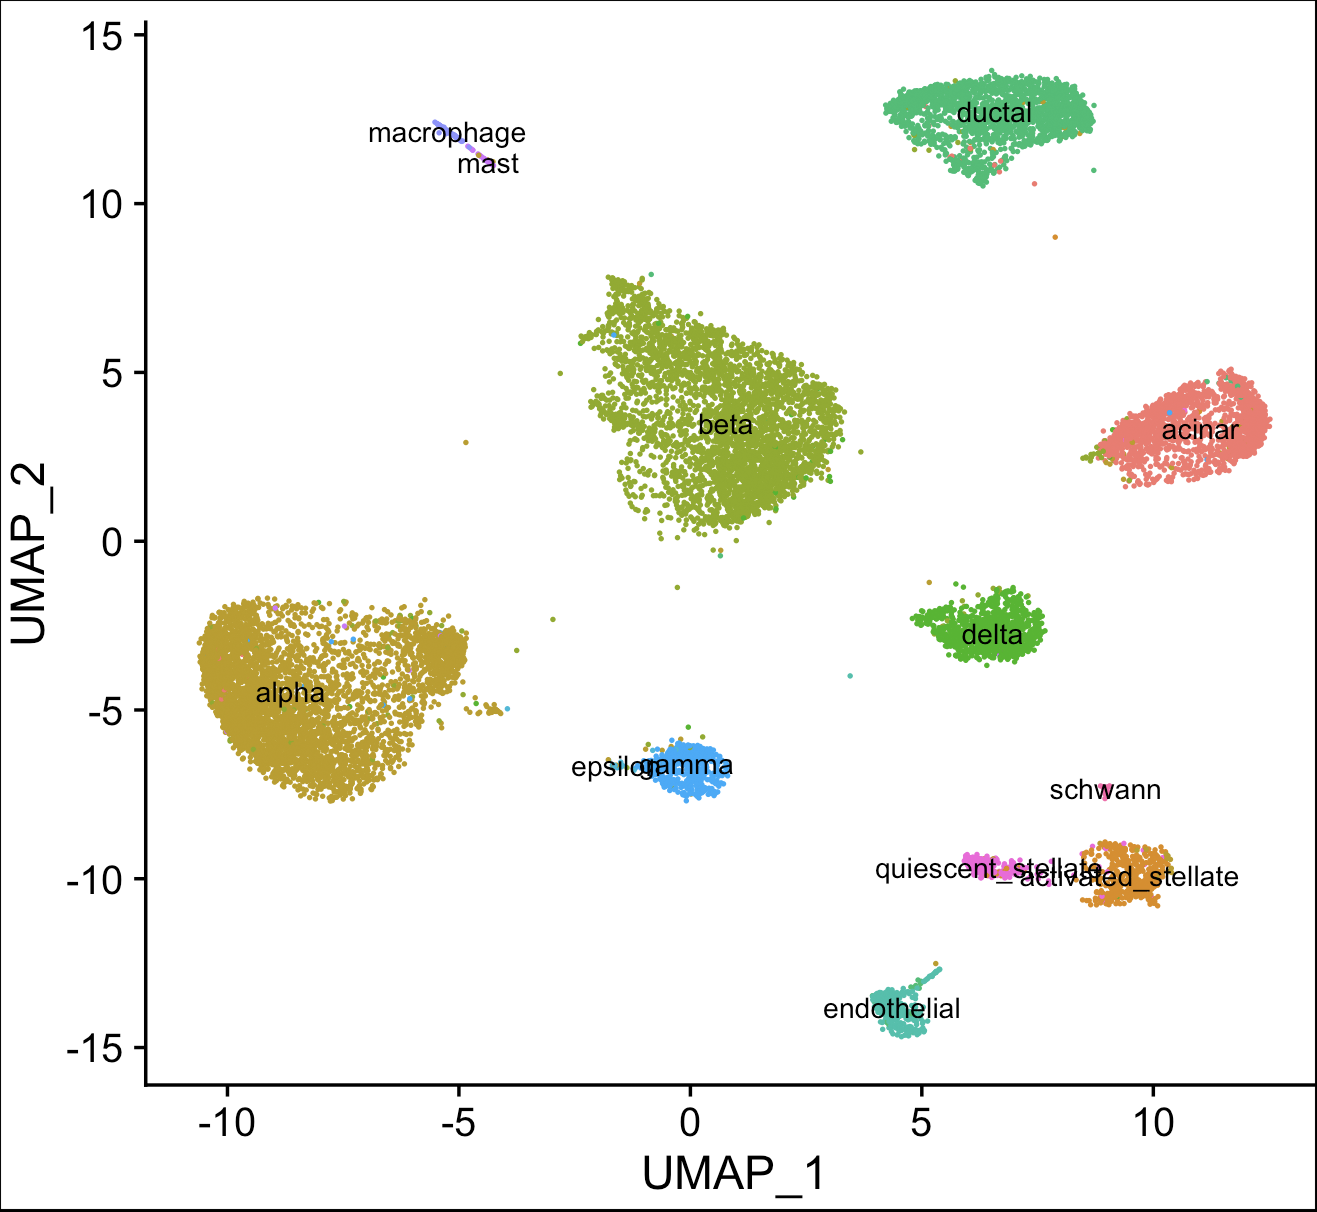 15
10
5
0
-5
-10
-15
UMAP_2
ductal
macrophage
mast
beta
acinar
delta
alpha
epsilon
gamma
schwann
quiescent_stellate
activated_stellate
endothelial
-10 -5 0 5 10
UMAP_1